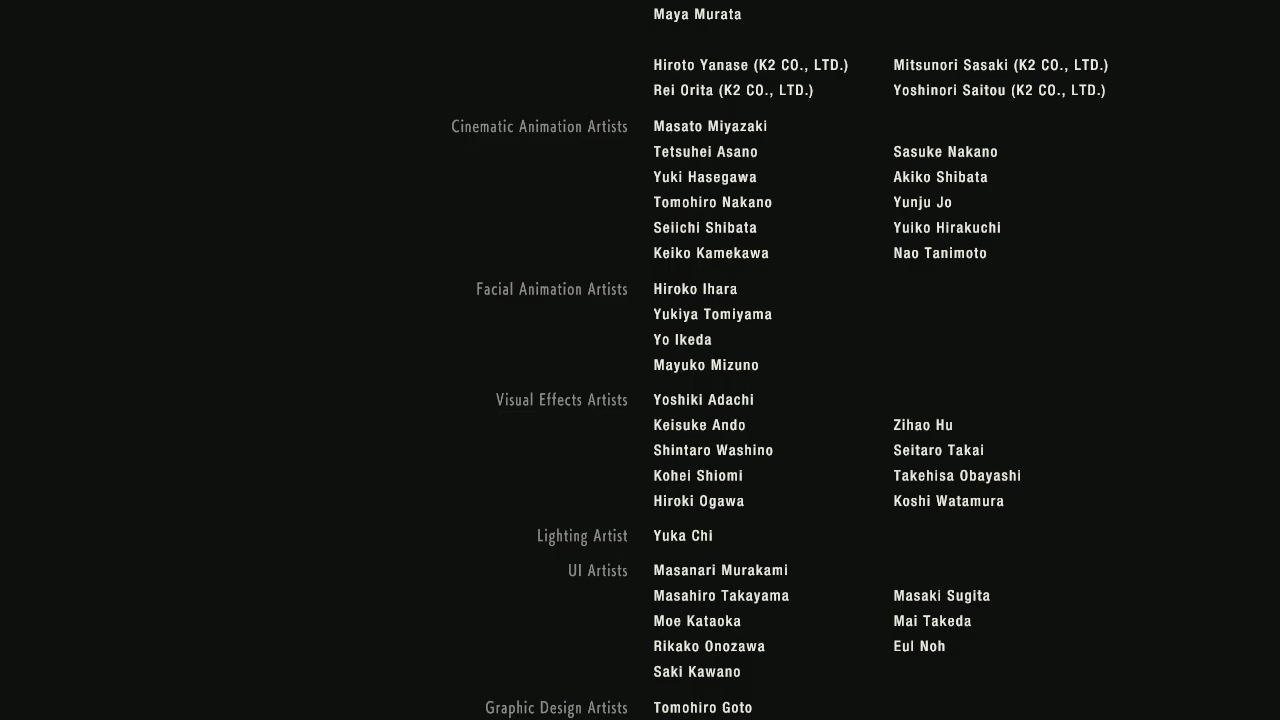 Maya Murata
Hiroto Yanase (K2 CO., LTD.) Mitsunori Sasaki (K2 CO., LTD.)
Rei Orita (K2 CO., LTD.) Yoshinori Saitou (K2 CO., LTD.)
Cinematic Animation Artists Masato Miyazaki
Tetsuhei Asano Sasuke Nakano
Yuki Hasegawa Akiko Shibata
Tomohiro Nakano Yunju Jo
Seiichi Shibata Yuiko Hirakuchi
Keiko Kamekawa Nao Tanimoto
Facial Animation Artists Hiroko Ihara
Yukiya Tomiyama
Yo Ikeda
Mayuko Mizuno
Visual Effects Artists Yoshiki Adachi
Keisuke Ando Zihao Hu
Shintaro Washino Seitaro Takai
Kohei Shiomi Takehisa Obayashi
Hiroki Ogawa Koshi Watamura
Lighting Artist Yuka Chi
UI Artists Masanari Murakami
Masahiro Takayama Masaki Sugita
Moe Kataoka Mai Takeda
Rikako Onozawa Eul Noh
Saki Kawano
Graphic Design Artists Tomohiro Goto